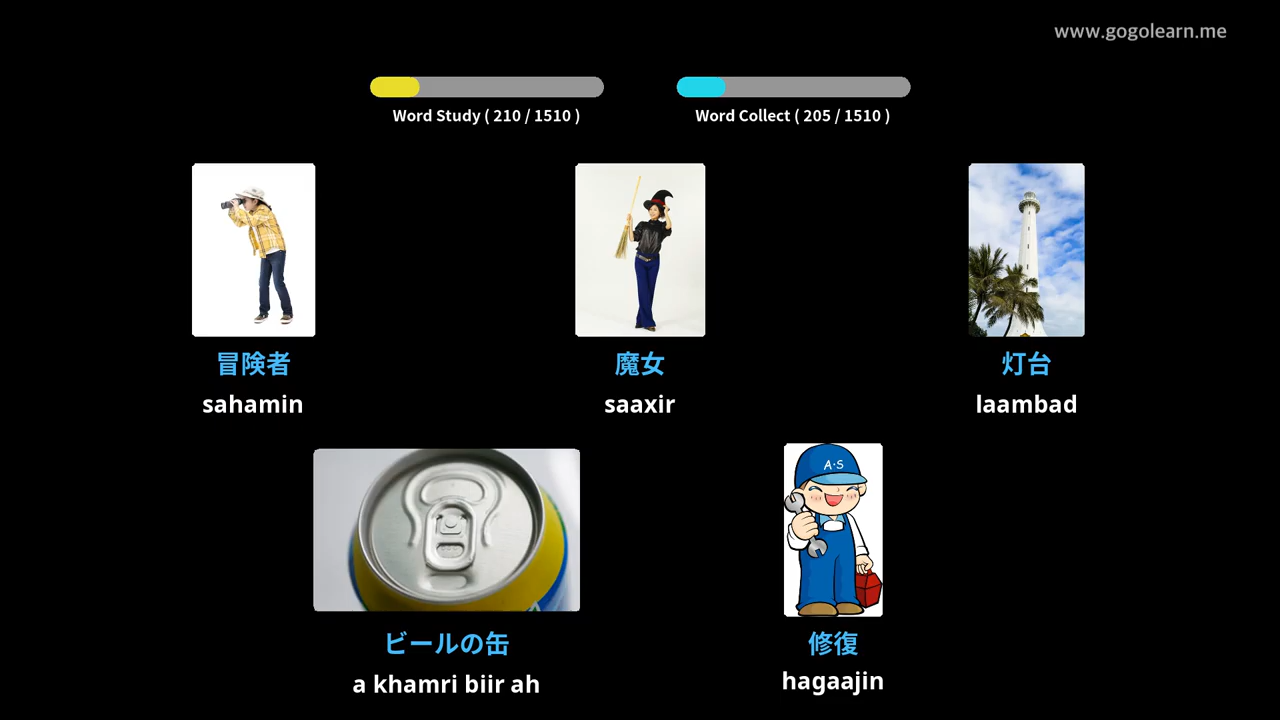 www.gogolearn.me
Word Study ( 210 / 1510 )
Word Collect ( 205 / 1510 )
冒険者
sahamin
魔女
saaxir
灯台
laambad
ビールの缶
a khamri biir ah
A·S
修復
hagaajin